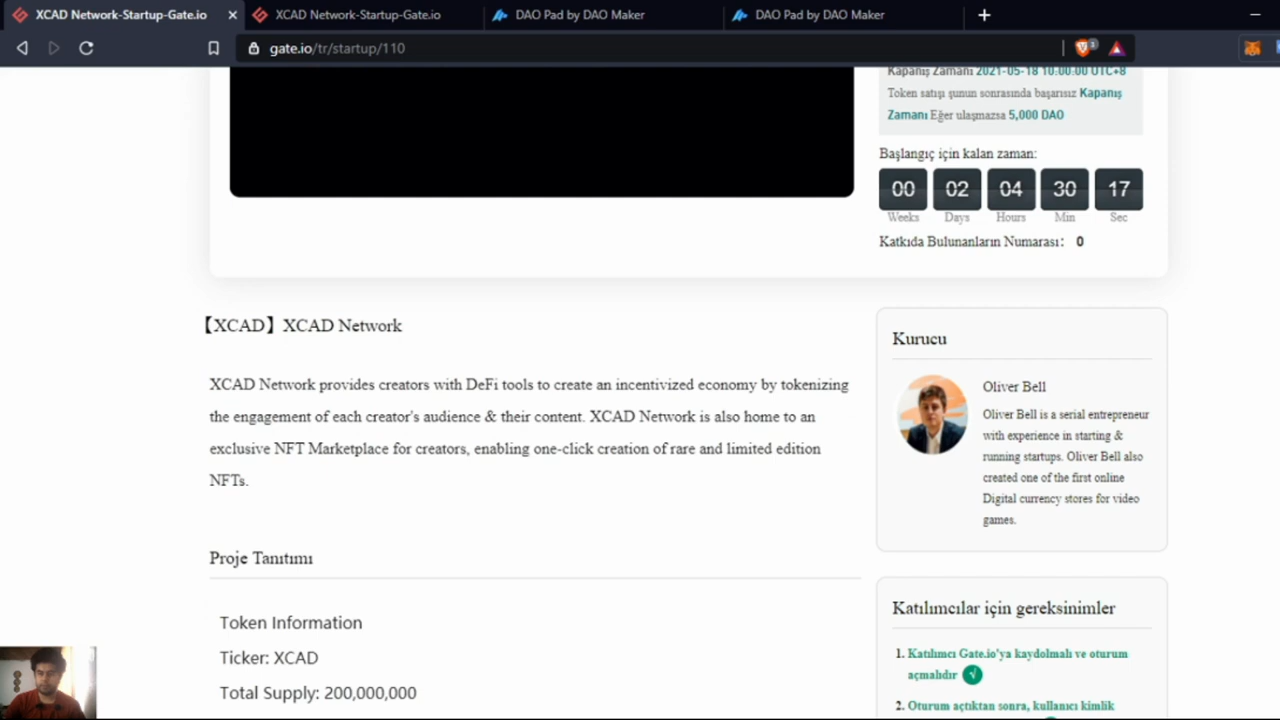 XCAD Network-Startup-Gate.io
XCAD Network-Startup-Gate.io
DAO Pad by DAO Maker
DAO Pad by DAO Maker
gate.io/tr/startup/110
Kapanış Zamanı 2021-05-18 10:00:00 UTC+8
Token satışı şunun sonrasında başarısız Kapanış
Zamanı Eğer ulaşmazsa 5,000 DAO
Başlangıç için kalan zaman:
00 02 04 30 17
Weeks Days Hours Min Sec
Katkıda Bulunanların Numarası: 0
【XCAD】XCAD Network
XCAD Network provides creators with DeFi tools to create an incentivized economy by tokenizing
the engagement of each creator's audience & their content. XCAD Network is also home to an
exclusive NFT Marketplace for creators, enabling one-click creation of rare and limited edition
NFTs.
Proje Tanıtımı
Token Information
Ticker: XCAD
Total Supply: 200,000,000
Kurucu
Oliver Bell
Oliver Bell is a serial entrepreneur
with experience in starting &
running startups. Oliver Bell also
created one of the first online
Digital currency stores for video
games.
Katılımcılar için gereksinimler
1. Katılımcı Gate.io'ya kaydolmalı ve oturum
açmalıdır √
2. Oturum açtıktan sonra, kullanıcı kimlik